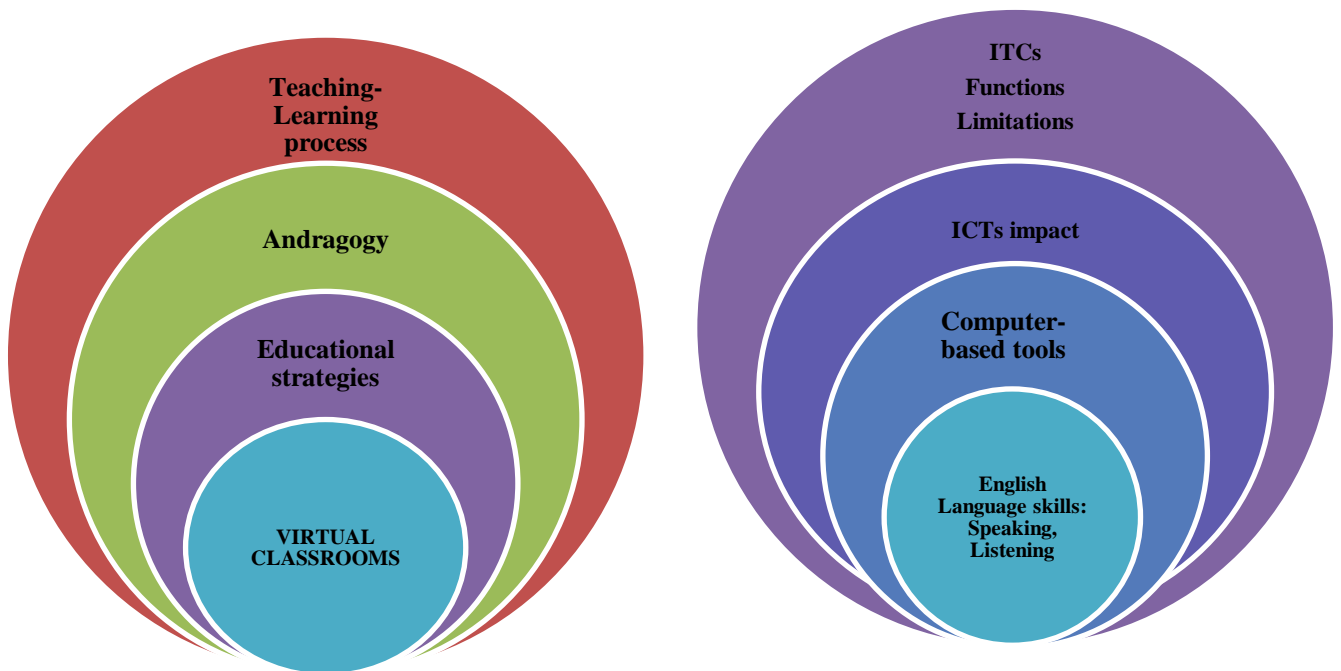 Teaching-
Learning
process
Andragogy
Educational
strategies
VIRTUAL
CLASSROOMS
ITCs
Functions
Limitations
ICTs impact
Computer-
based tools
English
Language skills:
Speaking,
Listening